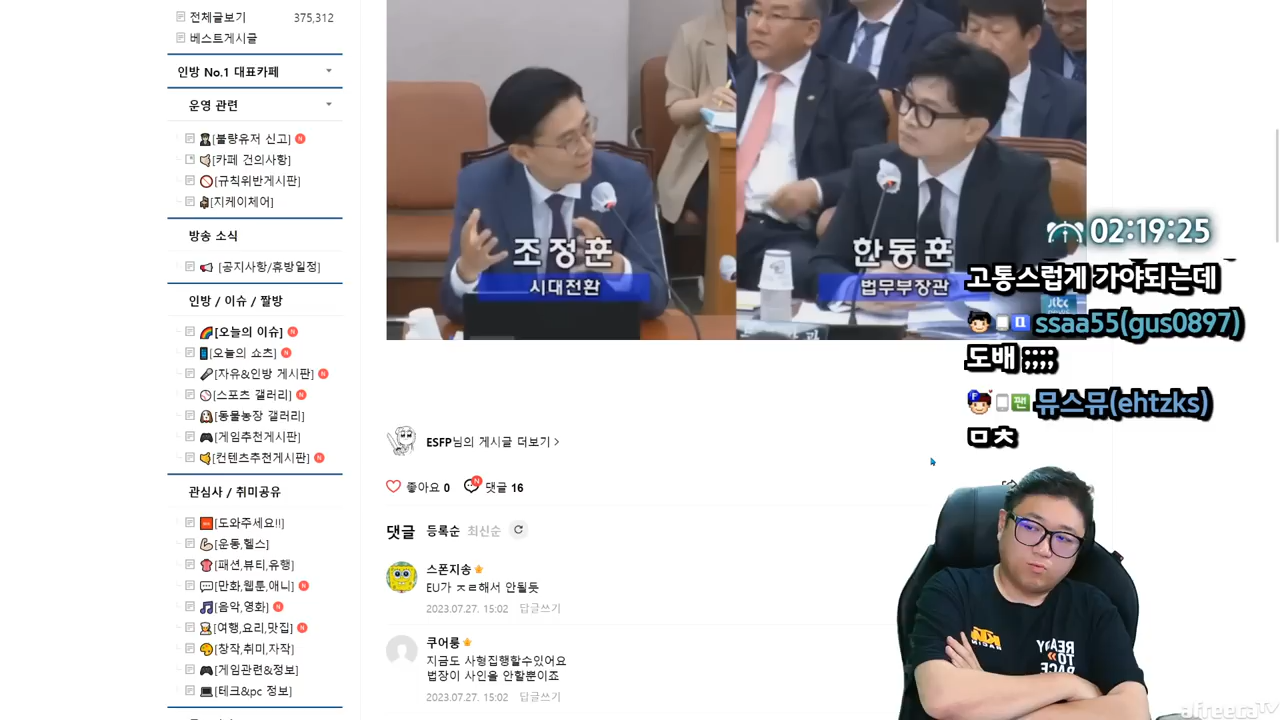 전체글보기 375,312
베스트게시글
인방 No.1 대표카페
운영 관련
[불량유저 신고] N
[카페 건의사항]
[규칙위반게시판]
[지케이체어]
방송 소식
[공지사항/휴방일정]
인방 / 이슈 / 짤방
[오늘의 이슈] N
[오늘의 쇼츠] N
[자유&인방 게시판] N
[스포츠 갤러리] N
[동물농장 갤러리]
[게임추천게시판]
[컨텐츠추천게시판] N
관심사 / 취미공유
[도와주세요!!]
[운동,헬스]
[패션,뷰티,유행]
[만화,웹툰,애니] N
[음악,영화] N
[여행,요리,맛집] N
[창작,취미,자작]
[게임관련&정보]
[테크&pc 정보]
조정훈
시대전환
한동훈
법무부장관
jtbc
ESFP님의 게시글 더보기 >
좋아요 0 N 댓글 16
댓글 등록순 최신순
스폰지송
EU가 ㅈㄹ해서 안될듯
2023.07.27. 15:02 답글쓰기
쿠어륭
지금도 사형집행할수있어요
법장이 사인을 안할뿐이죠
2023.07.27. 15:02 답글쓰기
02:19:25
고통스럽게 가야되는데
ssaa55(gus0897)
도배 ;;;;
F 팬 뮤스뮤(ehtzks)
ㅁㅊ
KTM
RACING
READY
TO
RACE
afreecaTV